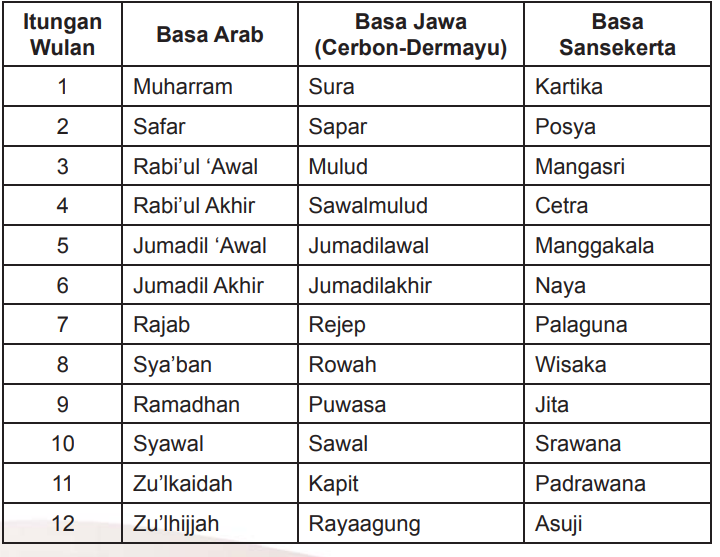 Itungan Wulan | Basa Arab | Basa Jawa (Cerbon-Dermayu) | Basa Sansekerta
1 | Muharram | Sura | Kartika
2 | Safar | Sapar | Posya
3 | Rabi’ul ‘Awal | Mulud | Mangasri
4 | Rabi’ul Akhir | Sawalmulud | Cetra
5 | Jumadil ‘Awal | Jumadilawal | Manggakala
6 | Jumadil Akhir | Jumadilakhir | Naya
7 | Rajab | Rejep | Palaguna
8 | Sya’ban | Rowah | Wisaka
9 | Ramadhan | Puwasa | Jita
10 | Syawal | Sawal | Srawana
11 | Zu’lkaidah | Kapit | Padrawana
12 | Zu’lhijjah | Rayaagung | Asuji